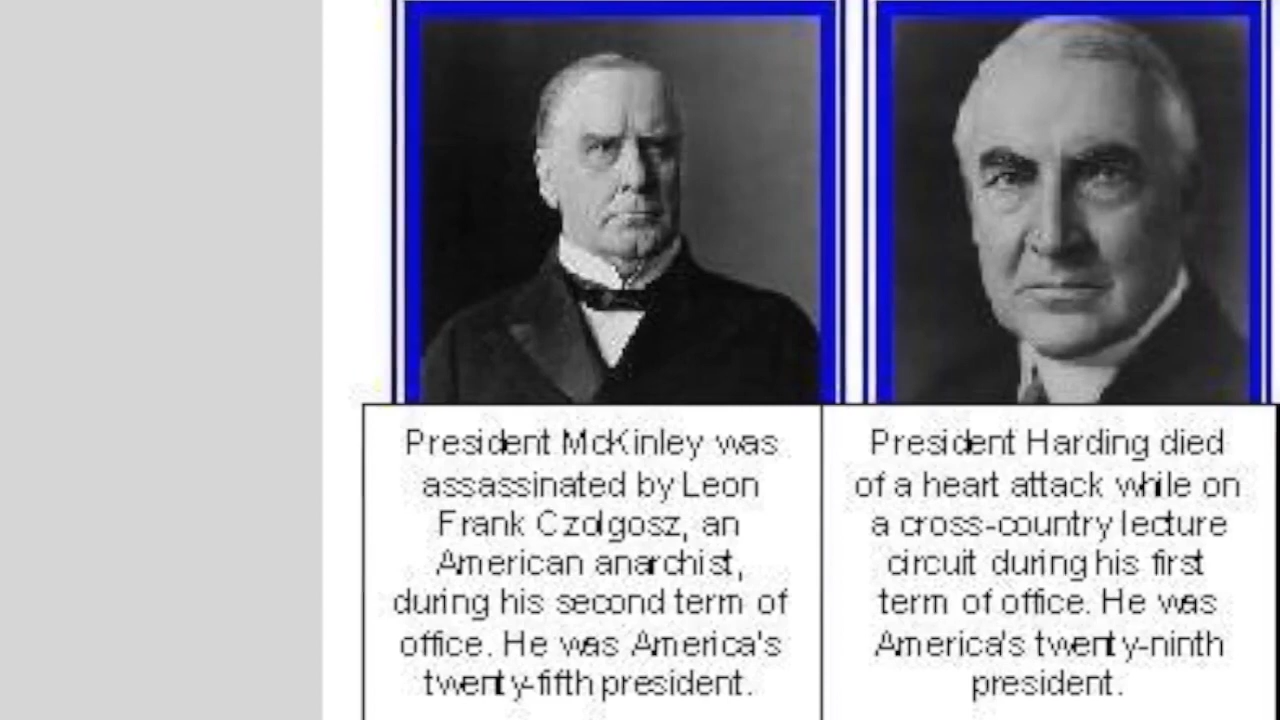 President McKinley was
assassinated by Leon
Frank Czolgosz, an
American anarchist,
during his second term of
office. He was America's
twenty-fifth president.
President Harding died
of a heart attack while on
a cross-country lecture
circuit during his first
term of office. He was
America's twenty-ninth
president.